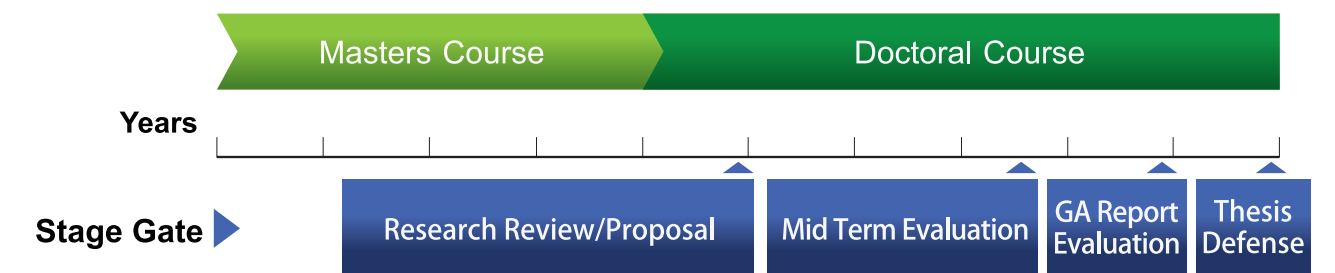 Masters Course
Doctoral Course
Years
Stage Gate
Research Review/Proposal
Mid Term Evaluation
GA Report
Evaluation
Thesis
Defense